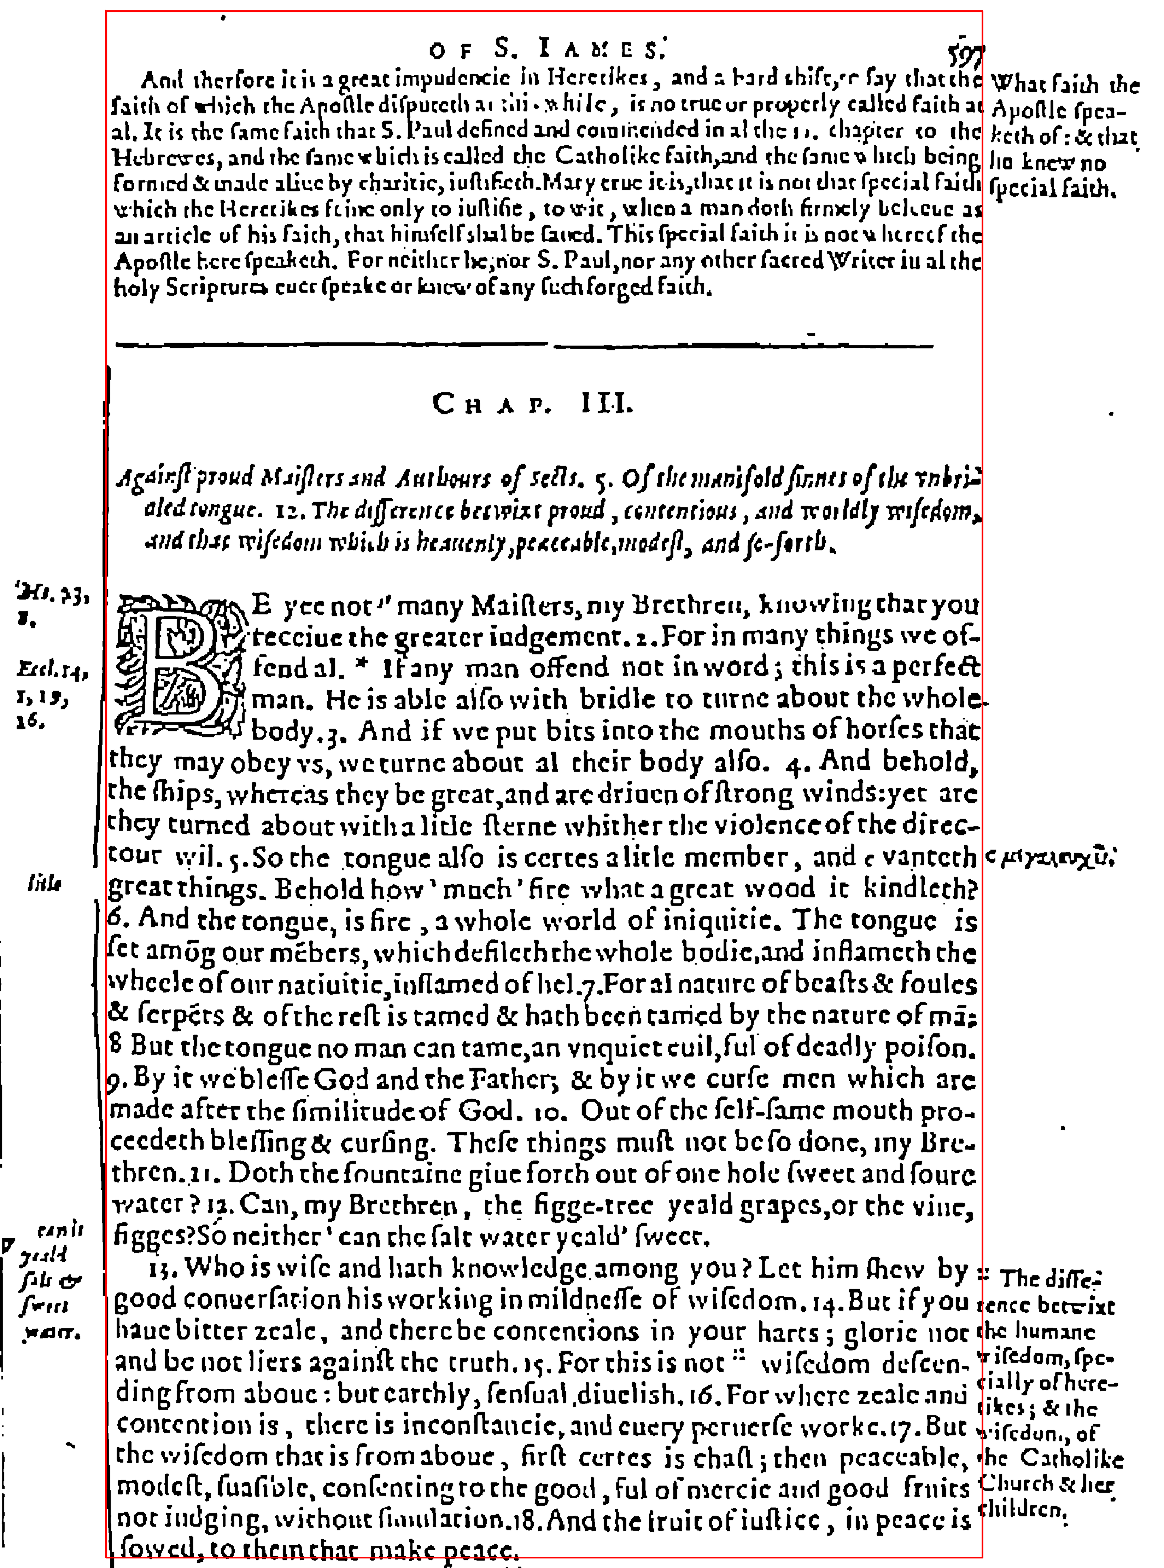 OF S. IAMES. 597
And therfore it is a great impudencie in Heretikes, and a hard shift, to say that the
faith of which the Apostle disputeth al this while, is no true or properly called faith at
al. It is the same faith that S. Paul defined and commended in al the 11. chapter to the
Hebrewes, and the same which is called the Catholike faith, and the same which being
formed & made aliue by charitie, iustifieth. Mary true it is, that it is not that special faith
which the Heretikes feine only to iustifie, to wit, when a man doth firmely beleeue as
an article of his faith, that himself shal be saued. This special faith it is not wherof the
Apostle here speaketh. For neither he, nor S. Paul, nor any other sacred Writer in al the
holy Scriptures euer speake or knew of any such forged faith.
What faith the
Apostle spea-
keth of: & that
he knew no
special faith.
CHAP. III.
Against proud Maisters and Authours of sects. 5. Of the manifold sinnes of the vnbri-
dled tongue. 12. The difference betwixt proud, contentious, and worldly wisedom,
and that wisedom which is heauenly, peaceable, modest, and so-forth.
Mt. 23,
8.
Eccl. 14,
1, 19,
16.
BE yee not " many Maisters, my Brethren, knowing that you
receiue the greater iudgement. 2. For in many things we of-
fend al. * If any man offend not in word; this is a perfect
man. He is able also with bridle to turne about the whole
body. 3. And if we put bits into the mouths of horses that
they may obey vs, we turne about al their body also. 4. And behold,
the ships, whereas they be great, and are driuen of strong winds: yet are
they turned about with a litle sterne whither the violence of the direc-
tour wil. 5. So the tongue also is certes a litle member, and c vanteth
c μεγαλαυχεῖ.
great things. Behold how ' much ' fire what a great wood it kindleth?
litle
6. And the tongue, is fire, a whole world of iniquitie. The tongue is
set amōg our mēbers, which defileth the whole bodie, and inflameth the
wheele of our natiuitie, inflamed of hel. 7. For al nature of beasts & foules
& serpēts & of the rest is tamed & hath been tamed by the nature of mā:
8 But the tongue no man can tame, an vnquiet euil, ful of deadly poison.
9. By it we blesse God and the Father; & by it we curse men which are
made after the similitude of God. 10. Out of the self-same mouth pro-
ceedeth blessing & cursing. These things must not be so done, my Bre-
thren. 11. Doth the fountaine giue forth out of one hole sweet and soure
water? 12. Can, my Brethren, the figge-tree yeald grapes, or the vine,
figges? So neither ' can the salt water yeald ' sweet.
can it
yeald
salt &
sweet
water.
13. Who is wise and hath knowledge among you? Let him shew by
good conuersation his working in mildnesse of wisedom. 14. But if you
haue bitter zeale, and there be contentions in your harts; glorie not
and be not liers against the truth. 15. For this is not :: wisedom descen-
ding from aboue: but earthly, sensual, diuelish. 16. For where zeale and
contention is, there is inconstancie, and euery peruerse worke. 17. But
the wisedom that is from aboue, first certes is chast; then peaceable,
modest, suasible, consenting to the good, ful of mercie and good fruits
not iudging, without simulation. 18. And the fruit of iustice, in peace is
sowed, to them that make peace.
:: The diffe-
rence betwixt
the humane
wisedom, spe-
cially of here-
tikes; & the
wisedom, of
the Catholike
Church & her
children.